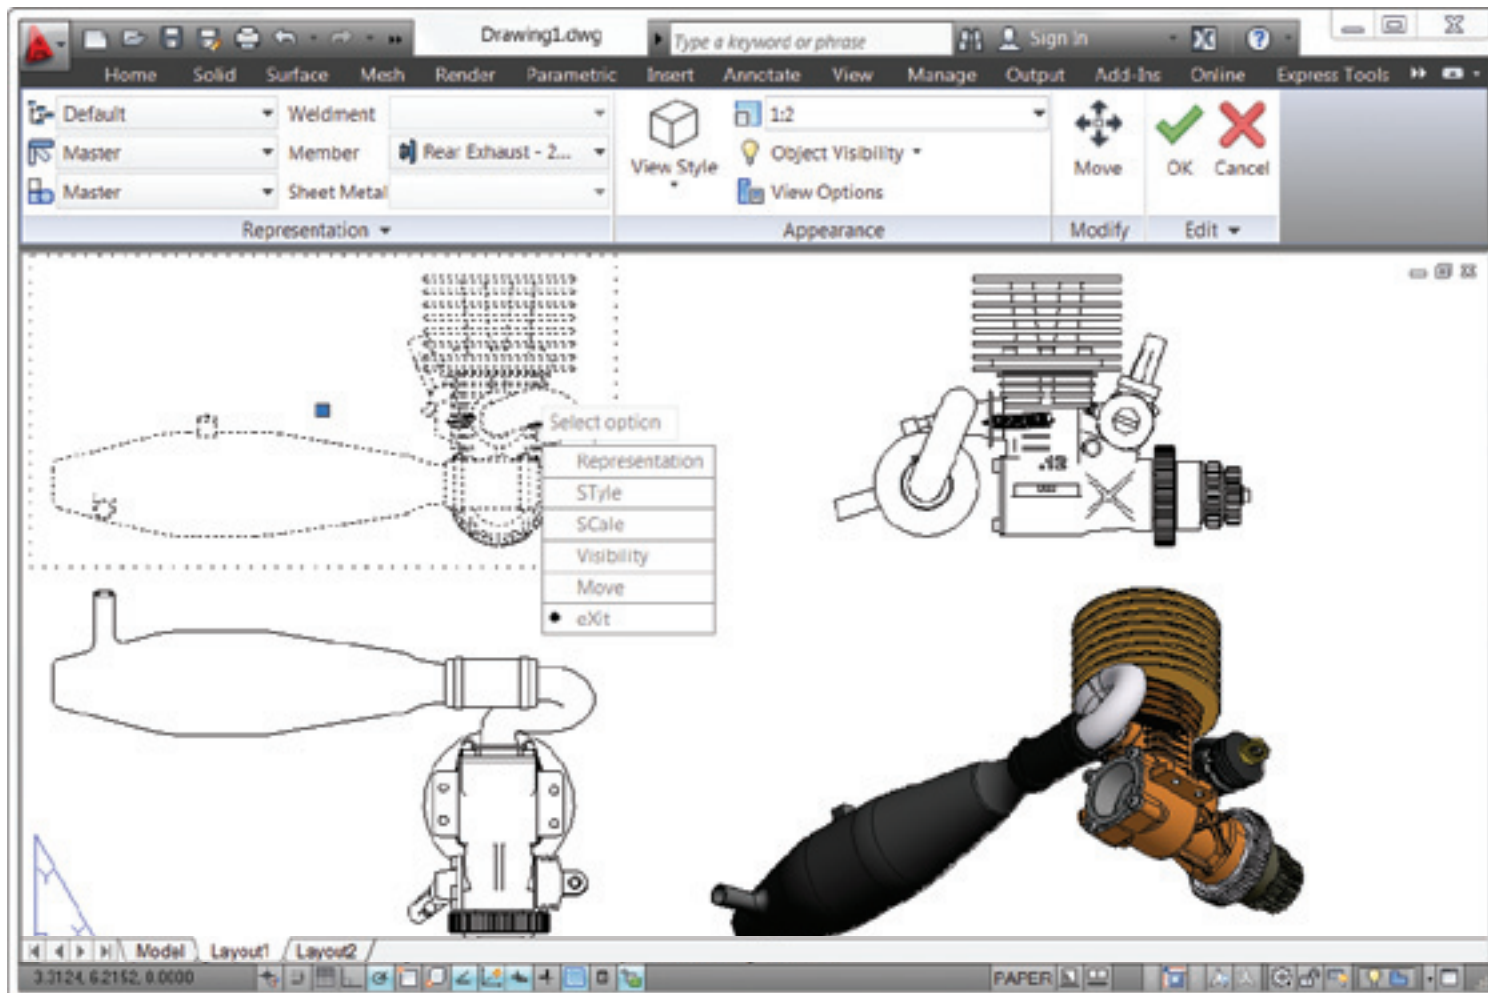 Drawing1.dwg Type a keyword or phrase Sign In
Home Solid Surface Mesh Render Parametric Insert Annotate View Manage Output Add-Ins Online Express Tools
Default Weldment 1:2
Master Member Rear Exhaust - 2... View Style Object Visibility Move OK Cancel
Master Sheet Metal View Options
Representation Appearance Modify Edit
Select option
Representation
STyle
SCale
Visibility
Move
eXit
.13
Model Layout1 Layout2
3.3124, 6.2152, 0.0000 PAPER